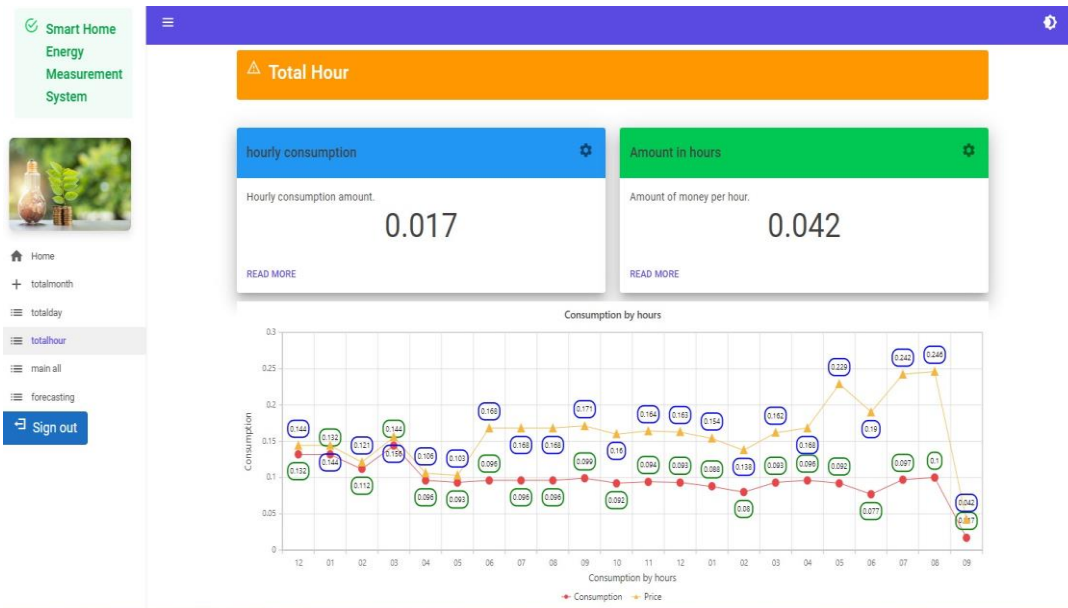 Smart Home
Energy
Measurement
System
Home
totalmonth
totalday
totalhour
main all
forecasting
Sign out
Total Hour
hourly consumption
Hourly consumption amount.
0.017
READ MORE
Amount in hours
Amount of money per hour.
0.042
READ MORE
Consumption by hours
Consumption
0.3
0.25
0.2
0.15
0.1
0.05
0
0.144 0.132 0.121 0.144 0.106 0.103 0.168 0.168 0.168 0.171 0.16 0.164 0.163 0.154 0.138 0.162 0.168 0.229 0.19 0.242 0.246 0.042
0.132 0.144 0.112 0.156 0.096 0.093 0.096 0.096 0.096 0.099 0.092 0.094 0.093 0.088 0.08 0.093 0.096 0.092 0.077 0.097 0.1
12 01 02 03 04 05 06 07 08 09 10 11 12 01 02 03 04 05 06 07 08 09
Consumption by hours
Consumption Price